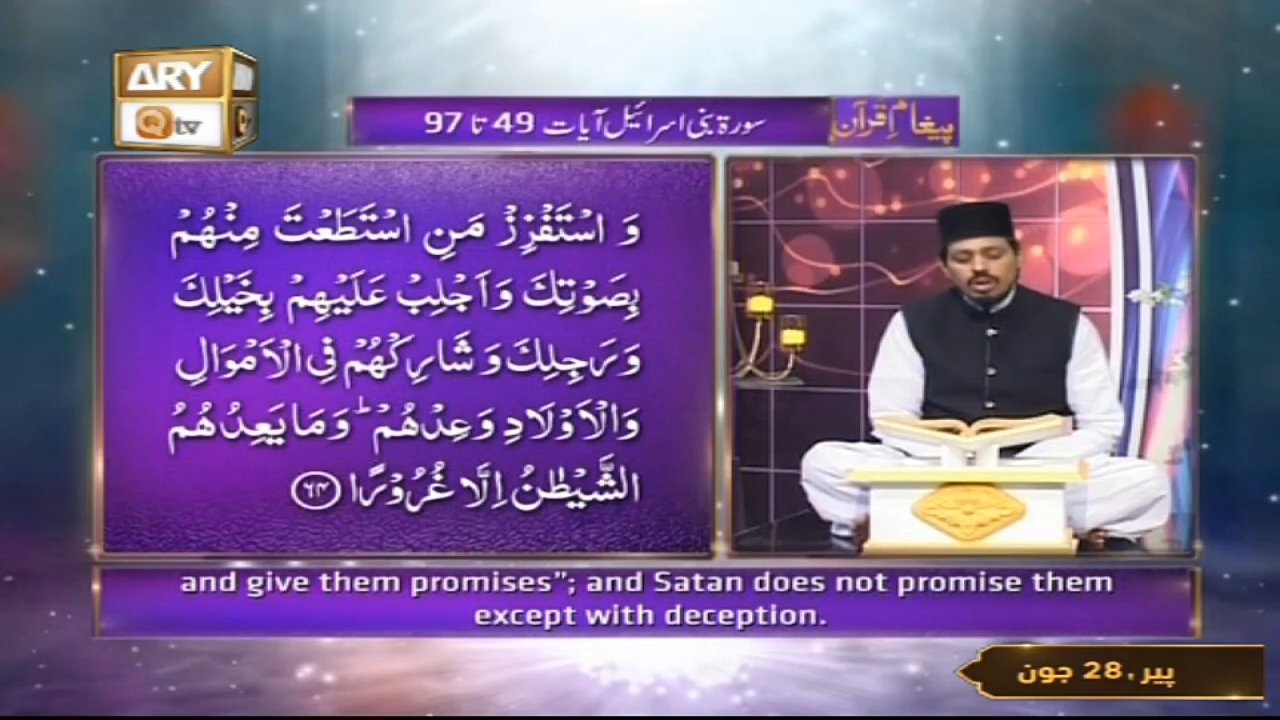 ARY
Qtv
سورۃ بنی اسرائیل آیات 49 تا 97
پیغامِ قرآن
وَ اسْتَفْزِزْ مَنِ اسْتَطَعْتَ مِنْهُمْ
بِصَوْتِكَ وَ اَجْلِبْ عَلَیْهِمْ بِخَیْلِكَ
وَ رَجِلِكَ وَ شَارِكْهُمْ فِی الْاَمْوَالِ
وَ الْاَوْلَادِ وَ عِدْهُمْ ؕ وَ مَا یَعِدُهُمُ
الشَّیْطٰنُ اِلَّا غُرُوْرًا ﴿۶۴﴾
and give them promises”; and Satan does not promise them
except with deception.
پیر، 28 جون